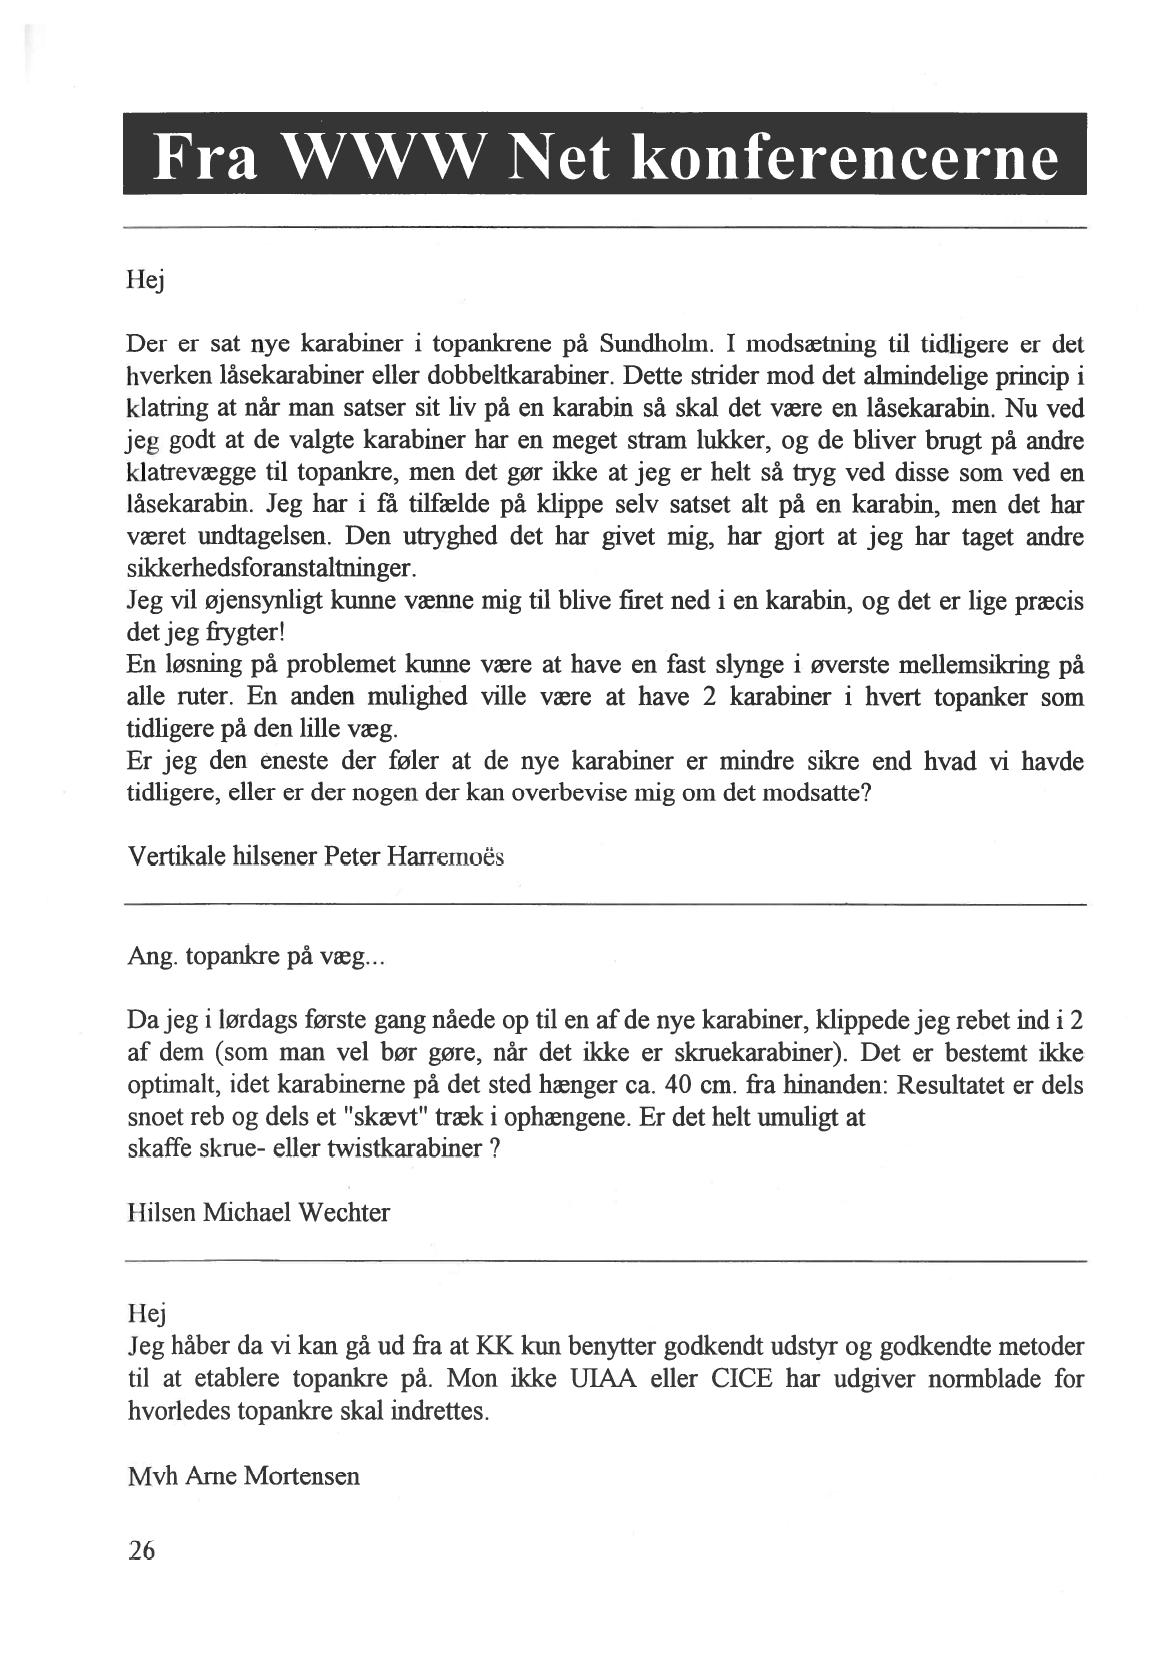 Fra WWW Net konferencerne
Hej
Der er sat nye karabiner i topankrene på Sundholm. I modsætning til tidligere er det
hverken låsekarabiner eller dobbeltkarabiner. Dette strider mod det almindelige princip i
klatring at når man satser sit liv på en karabin så skal det være en låsekarabin. Nu ved
jeg godt at de valgte karabiner har en meget stram lukker, og de bliver brugt på andre
klatrevægge til topankre, men det gør ikke at jeg er helt så tryg ved disse som ved en
låsekarabin. Jeg har i få tilfælde på klippe selv satset alt på en karabin, men det har
været undtagelsen. Den utryghed det har givet mig, har gjort at jeg har taget andre
sikkerhedsforanstaltninger.
Jeg vil øjensynligt kunne vænne mig til blive firet ned i en karabin, og det er lige præcis
det jeg frygter!
En løsning på problemet kunne være at have en fast slynge i øverste mellemsikring på
alle ruter. En anden mulighed ville være at have 2 karabiner i hvert topanker som
tidligere på den lille væg.
Er jeg den eneste der føler at de nye karabiner er mindre sikre end hvad vi havde
tidligere, eller er der nogen der kan overbevise mig om det modsatte?
Vertikale hilsener Peter Harremoës
Ang. topankre på væg...
Da jeg i lørdags første gang nåede op til en af de nye karabiner, klippede jeg rebet ind i 2
af dem (som man vel bør gøre, når det ikke er skruekarabiner). Det er bestemt ikke
optimalt, idet karabinerne på det sted hænger ca. 40 cm. fra hinanden: Resultatet er dels
snoet reb og dels et "skævt" træk i ophængene. Er det helt umuligt at
skaffe skrue- eller twistkarabiner ?
Hilsen Michael Wechter
Hej
Jeg håber da vi kan gå ud fra at KK kun benytter godkendt udstyr og godkendte metoder
til at etablere topankre på. Mon ikke UIAA eller CICE har udgiver normblade for
hvorledes topankre skal indrettes.
Mvh Arne Mortensen
26